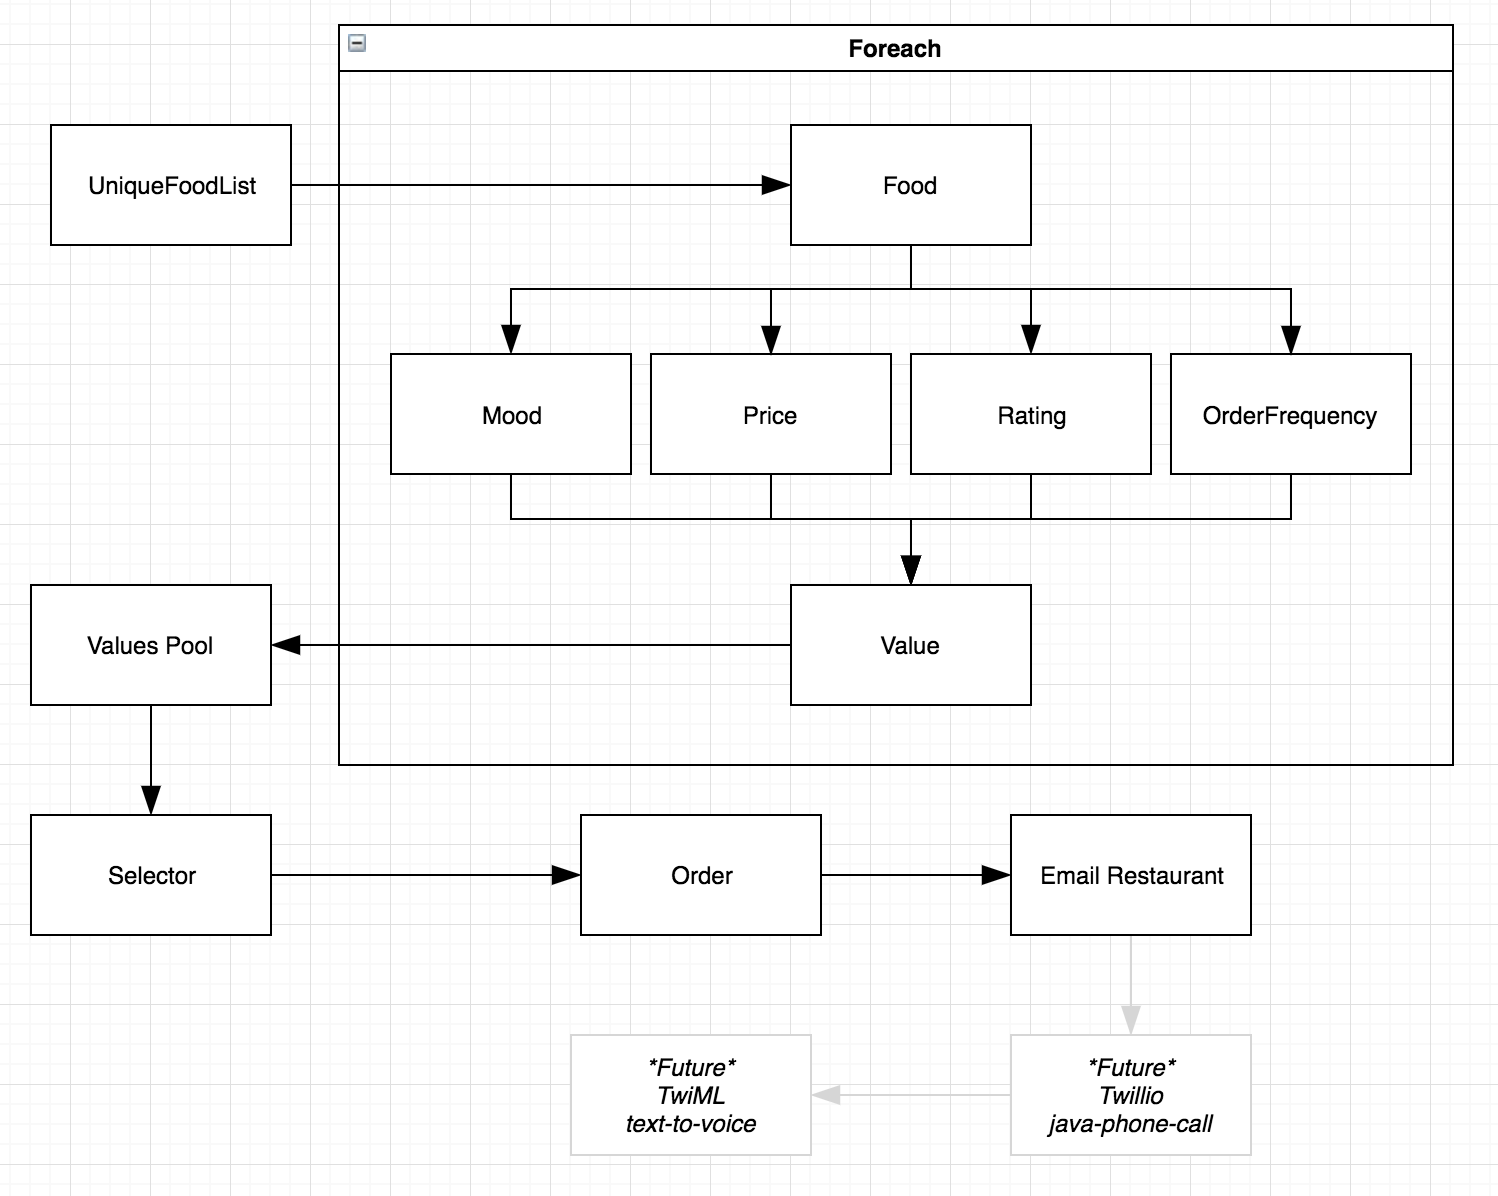 Foreach
UniqueFoodList
Food
Mood
Price
Rating
OrderFrequency
Values Pool
Value
Selector
Order
Email Restaurant
*Future*
TwiML
text-to-voice
*Future*
Twillio
java-phone-call